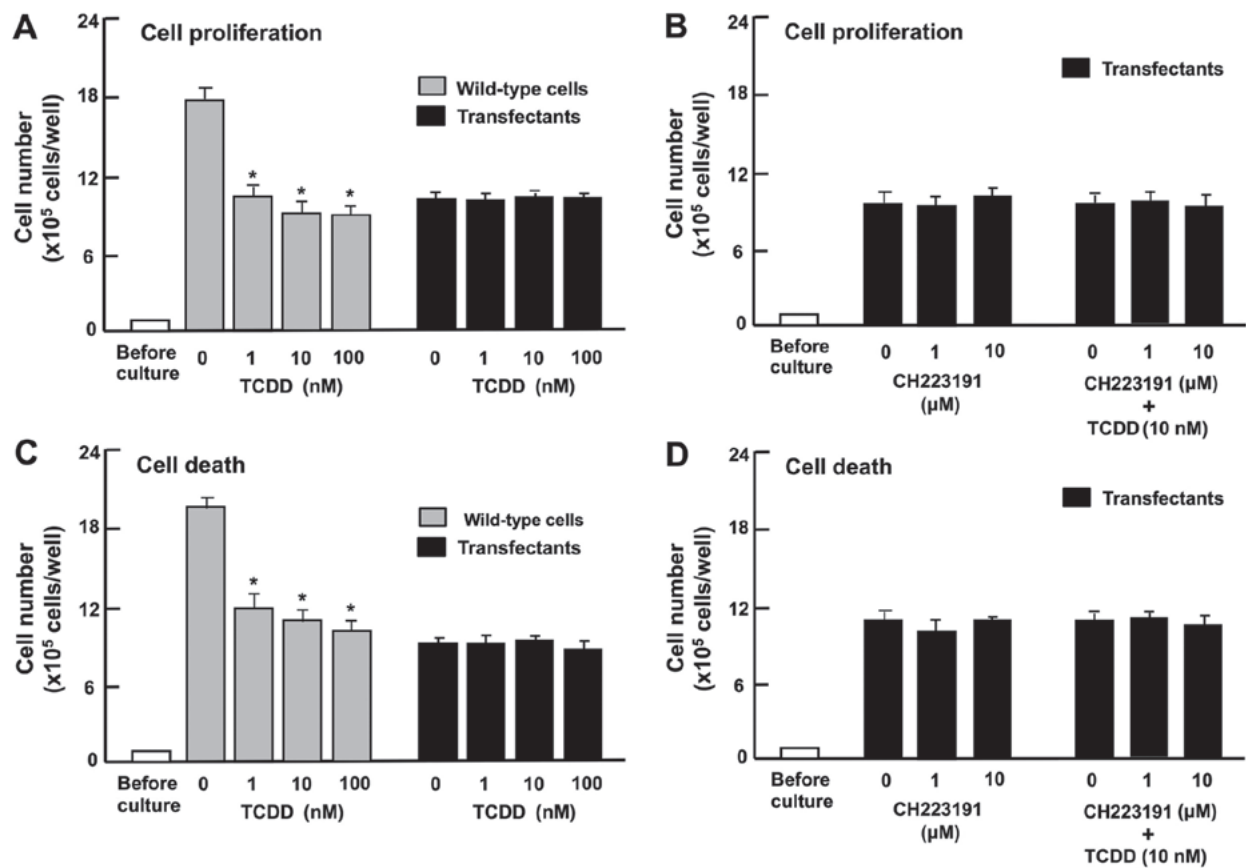 A
Cell proliferation
Cell number
(x10⁵ cells/well)
24
18
12
6
0
Wild-type cells
Transfectants
*
*
*
Before
culture
0 1 10 100 0 1 10 100
TCDD (nM) TCDD (nM)
B
Cell proliferation
Cell number
(x10⁵ cells/well)
24
18
12
6
0
Transfectants
Before
culture
0 1 10 0 1 10
CH223191
(µM)
CH223191 (µM)
+
TCDD (10 nM)
C
Cell death
Cell number
(x10⁵ cells/well)
24
18
12
6
0
Wild-type cells
Transfectants
*
*
*
Before
culture
0 1 10 100 0 1 10 100
TCDD (nM) TCDD (nM)
D
Cell death
Cell number
(x10⁵ cells/well)
24
18
12
6
0
Transfectants
Before
culture
0 1 10 0 1 10
CH223191
(µM)
CH223191 (µM)
+
TCDD (10 nM)